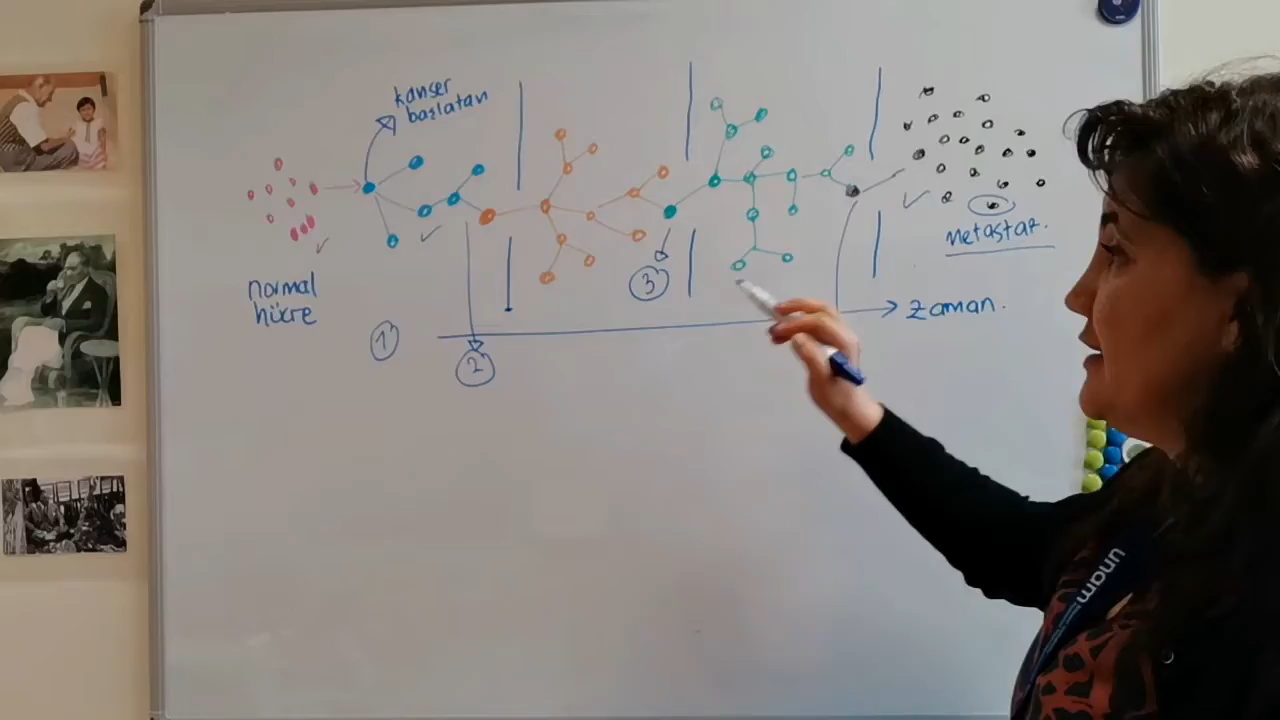 kanser
başlatan
normal
hücre
1
2
3
metastaz.
zaman.
unam